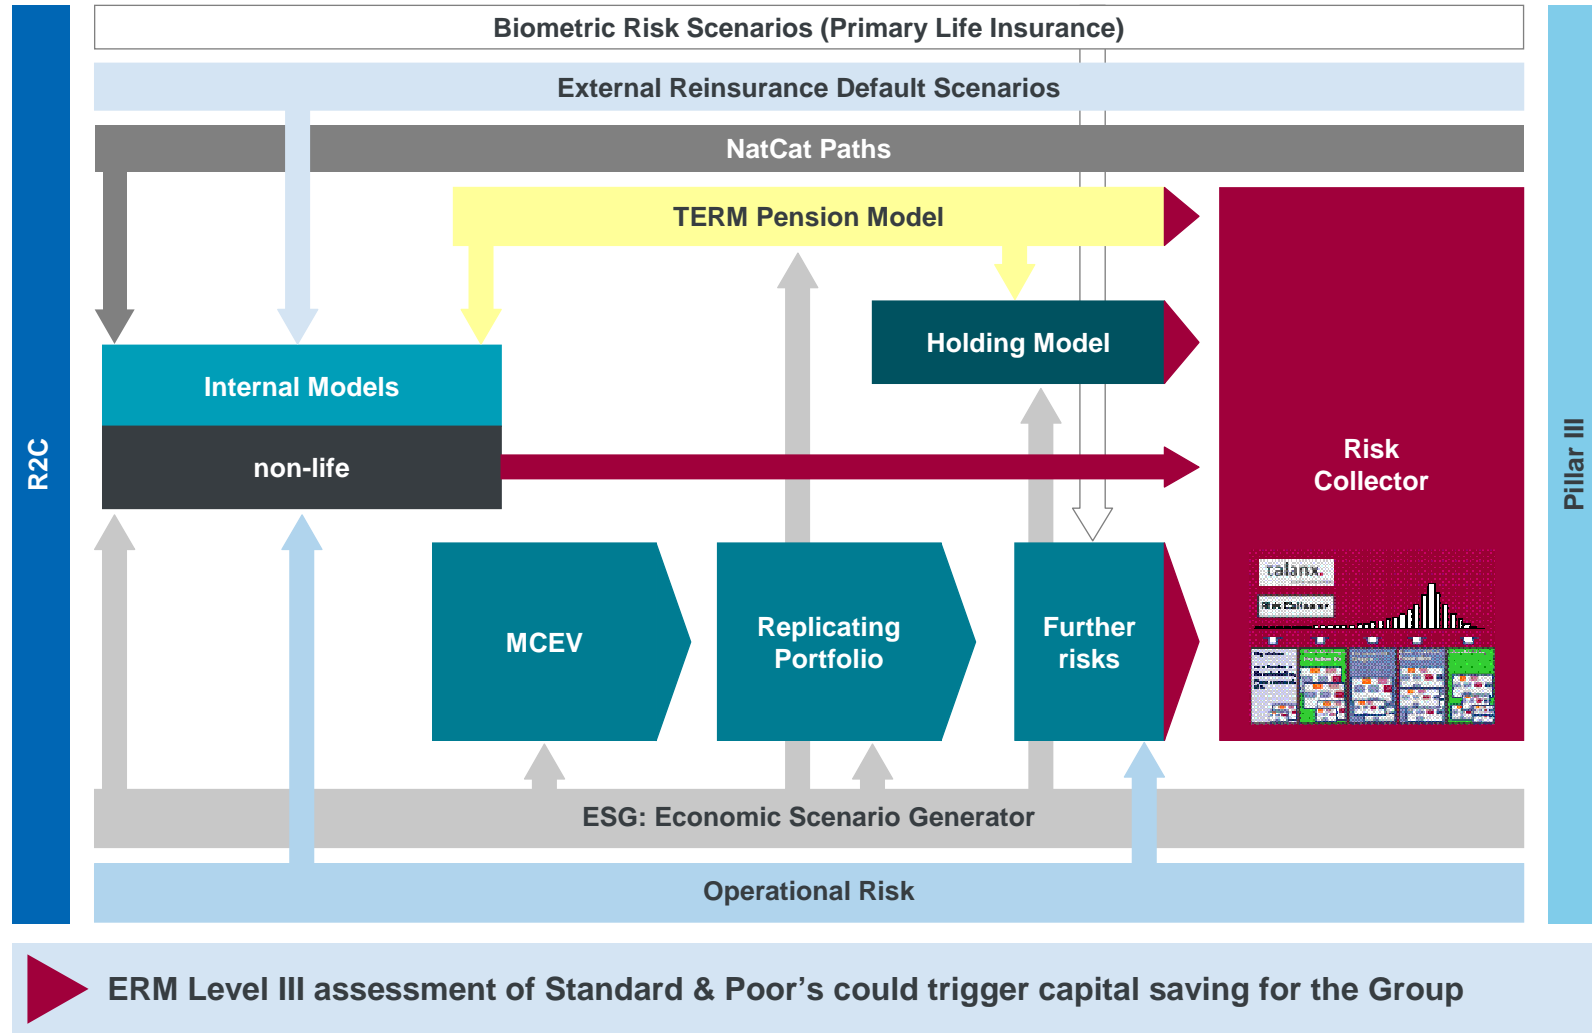 Biometric Risk Scenarios (Primary Life Insurance)
External Reinsurance Default Scenarios
NatCat Paths
TERM Pension Model
Holding Model
Internal Models
non-life
R2C
Risk
Collector
Pillar III
MCEV
Replicating
Portfolio
Further
risks
talanx.
Risk Collector
ESG: Economic Scenario Generator
Operational Risk
ERM Level III assessment of Standard & Poor’s could trigger capital saving for the Group